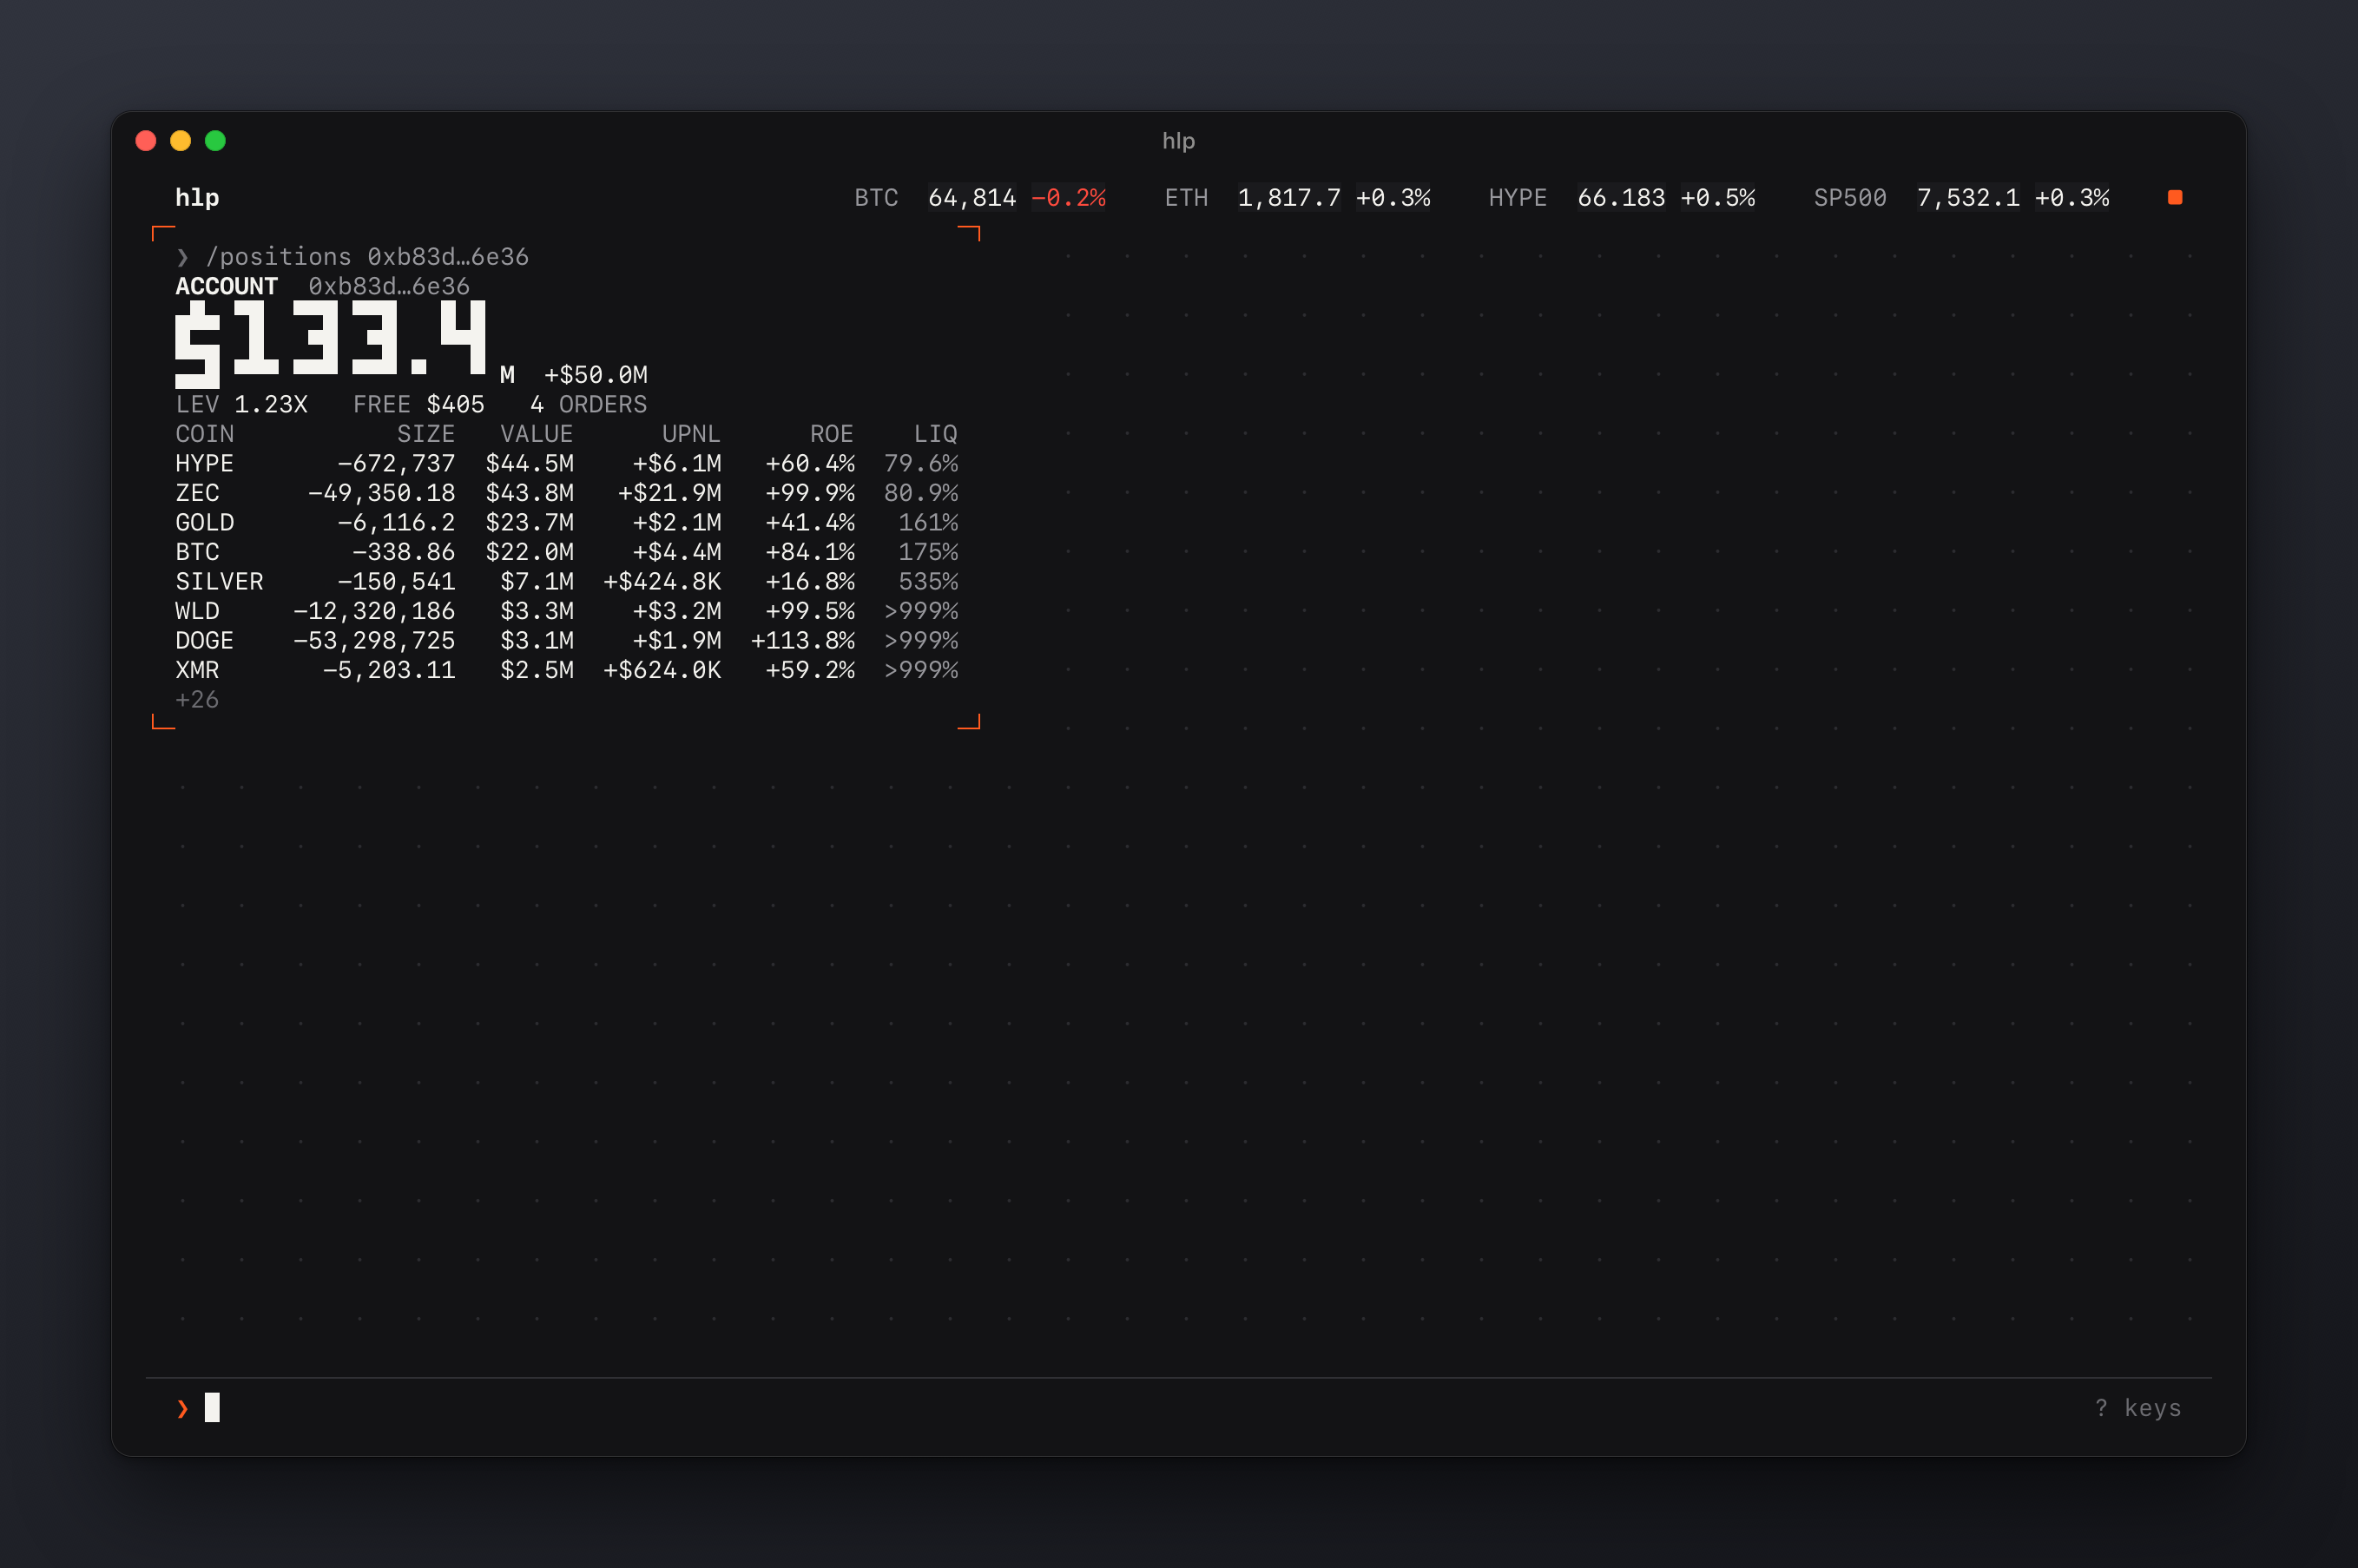 hlp
hlp BTC 64,814 −0.2% ETH 1,817.7 +0.3% HYPE 66.183 +0.5% SP500 7,532.1 +0.3%
❯ /positions 0xb83d…6e36
ACCOUNT 0xb83d…6e36
$133.4 M +$50.0M
LEV 1.23X FREE $405 4 ORDERS
COIN SIZE VALUE UPNL ROE LIQ
HYPE −672,737 $44.5M +$6.1M +60.4% 79.6%
ZEC −49,350.18 $43.8M +$21.9M +99.9% 80.9%
GOLD −6,116.2 $23.7M +$2.1M +41.4% 161%
BTC −338.86 $22.0M +$4.4M +84.1% 175%
SILVER −150,541 $7.1M +$424.8K +16.8% 535%
WLD −12,320,186 $3.3M +$3.2M +99.5% >999%
DOGE −53,298,725 $3.1M +$1.9M +113.8% >999%
XMR −5,203.11 $2.5M +$624.0K +59.2% >999%
+26
❯ ? keys